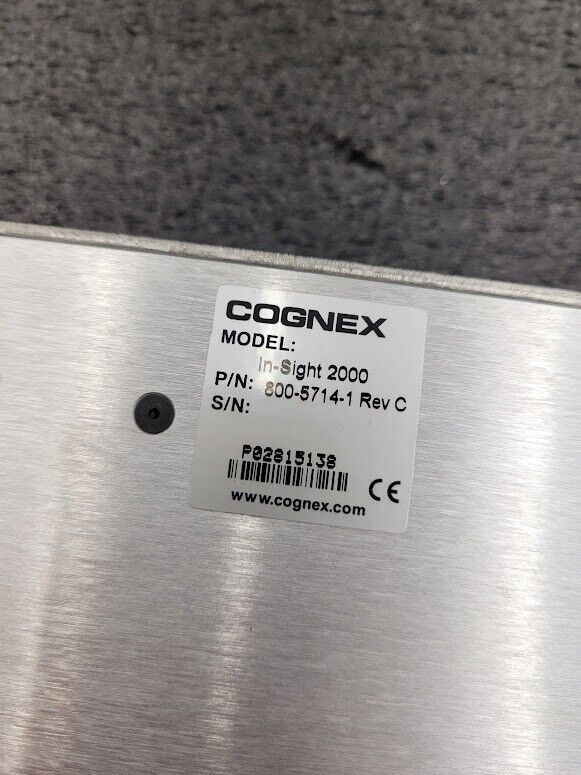 COGNEX
MODEL:
In-Sight 2000
P/N: 800-5714-1 Rev C
S/N:
P02815138
CE
www.cognex.com